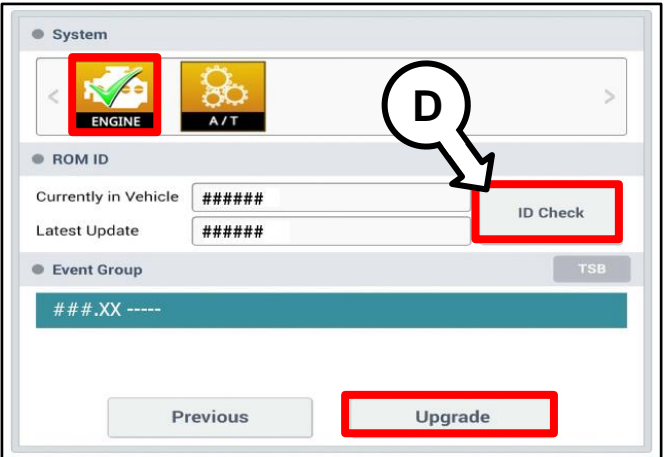 System
<
ENGINE
A/T
D
>
ROM ID
Currently in Vehicle ######
ID Check
Latest Update ######
Event Group
TSB
###.XX -----
Previous
Upgrade